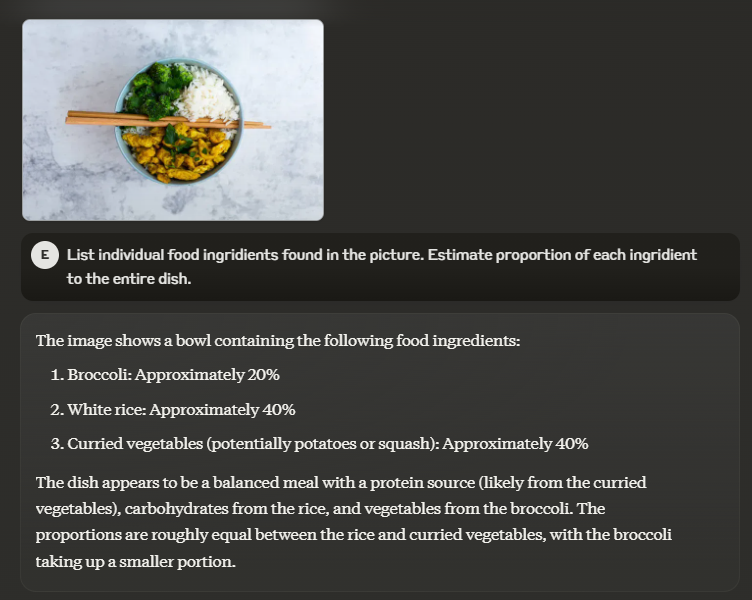 E
List individual food ingridients found in the picture. Estimate proportion of each ingridient
to the entire dish.
The image shows a bowl containing the following food ingredients:
1. Broccoli: Approximately 20%
2. White rice: Approximately 40%
3. Curried vegetables (potentially potatoes or squash): Approximately 40%
The dish appears to be a balanced meal with a protein source (likely from the curried
vegetables), carbohydrates from the rice, and vegetables from the broccoli. The
proportions are roughly equal between the rice and curried vegetables, with the broccoli
taking up a smaller portion.